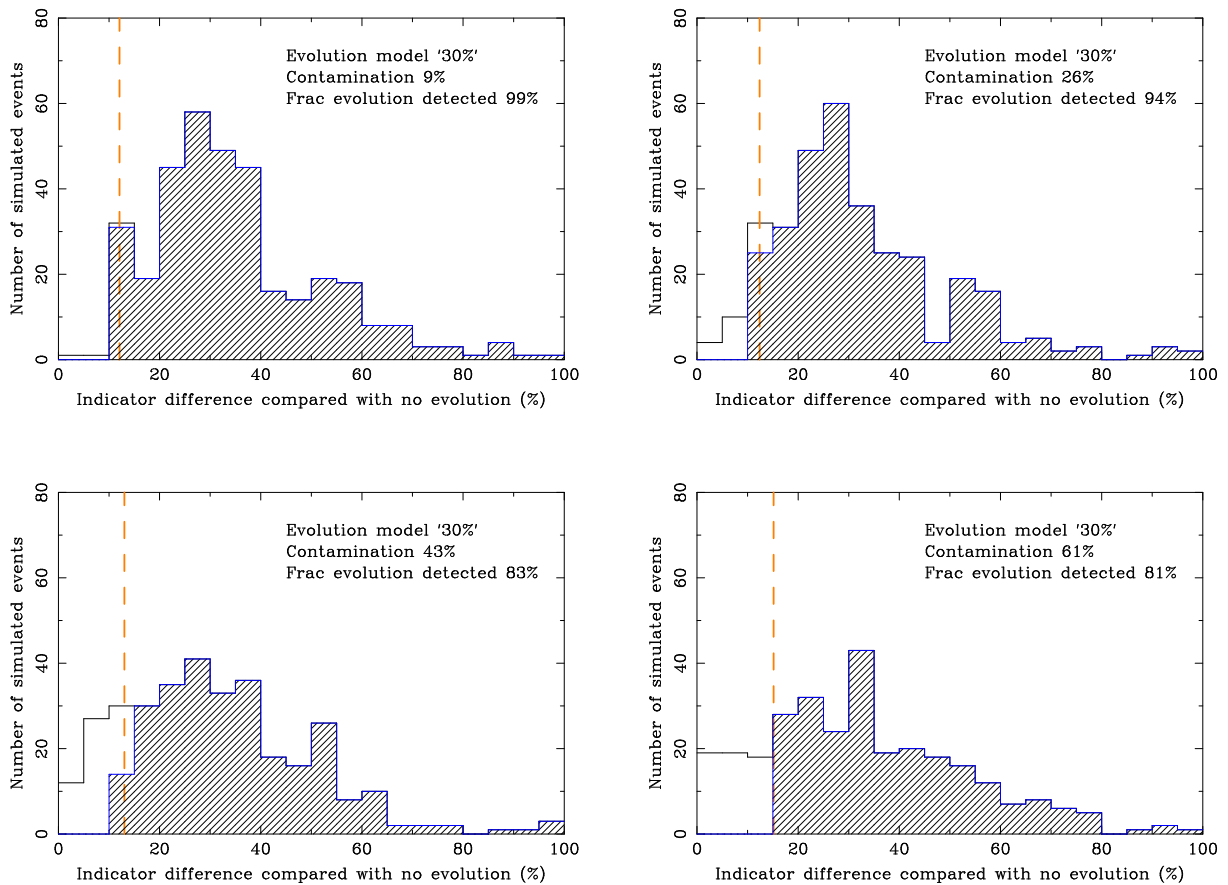 80
60
40
20
0
Number of simulated events
Evolution model '30%'
Contamination 9%
Frac evolution detected 99%
0 20 40 60 80 100
Indicator difference compared with no evolution (%)
80
60
40
20
0
Number of simulated events
Evolution model '30%'
Contamination 26%
Frac evolution detected 94%
0 20 40 60 80 100
Indicator difference compared with no evolution (%)
80
60
40
20
0
Number of simulated events
Evolution model '30%'
Contamination 43%
Frac evolution detected 83%
0 20 40 60 80 100
Indicator difference compared with no evolution (%)
80
60
40
20
0
Number of simulated events
Evolution model '30%'
Contamination 61%
Frac evolution detected 81%
0 20 40 60 80 100
Indicator difference compared with no evolution (%)